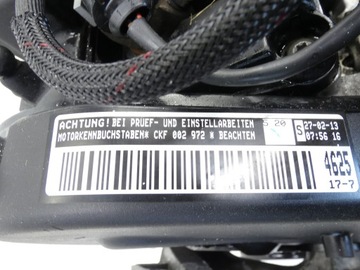 ACHTUNG! BEI PRUEF- UND EINSTELLARBEITEN
MOTORKENNBUCHSTABEN* CKF 002 972 * BEACHTEN
S 20
S 27-02-13
07:56 16
4625
17-7